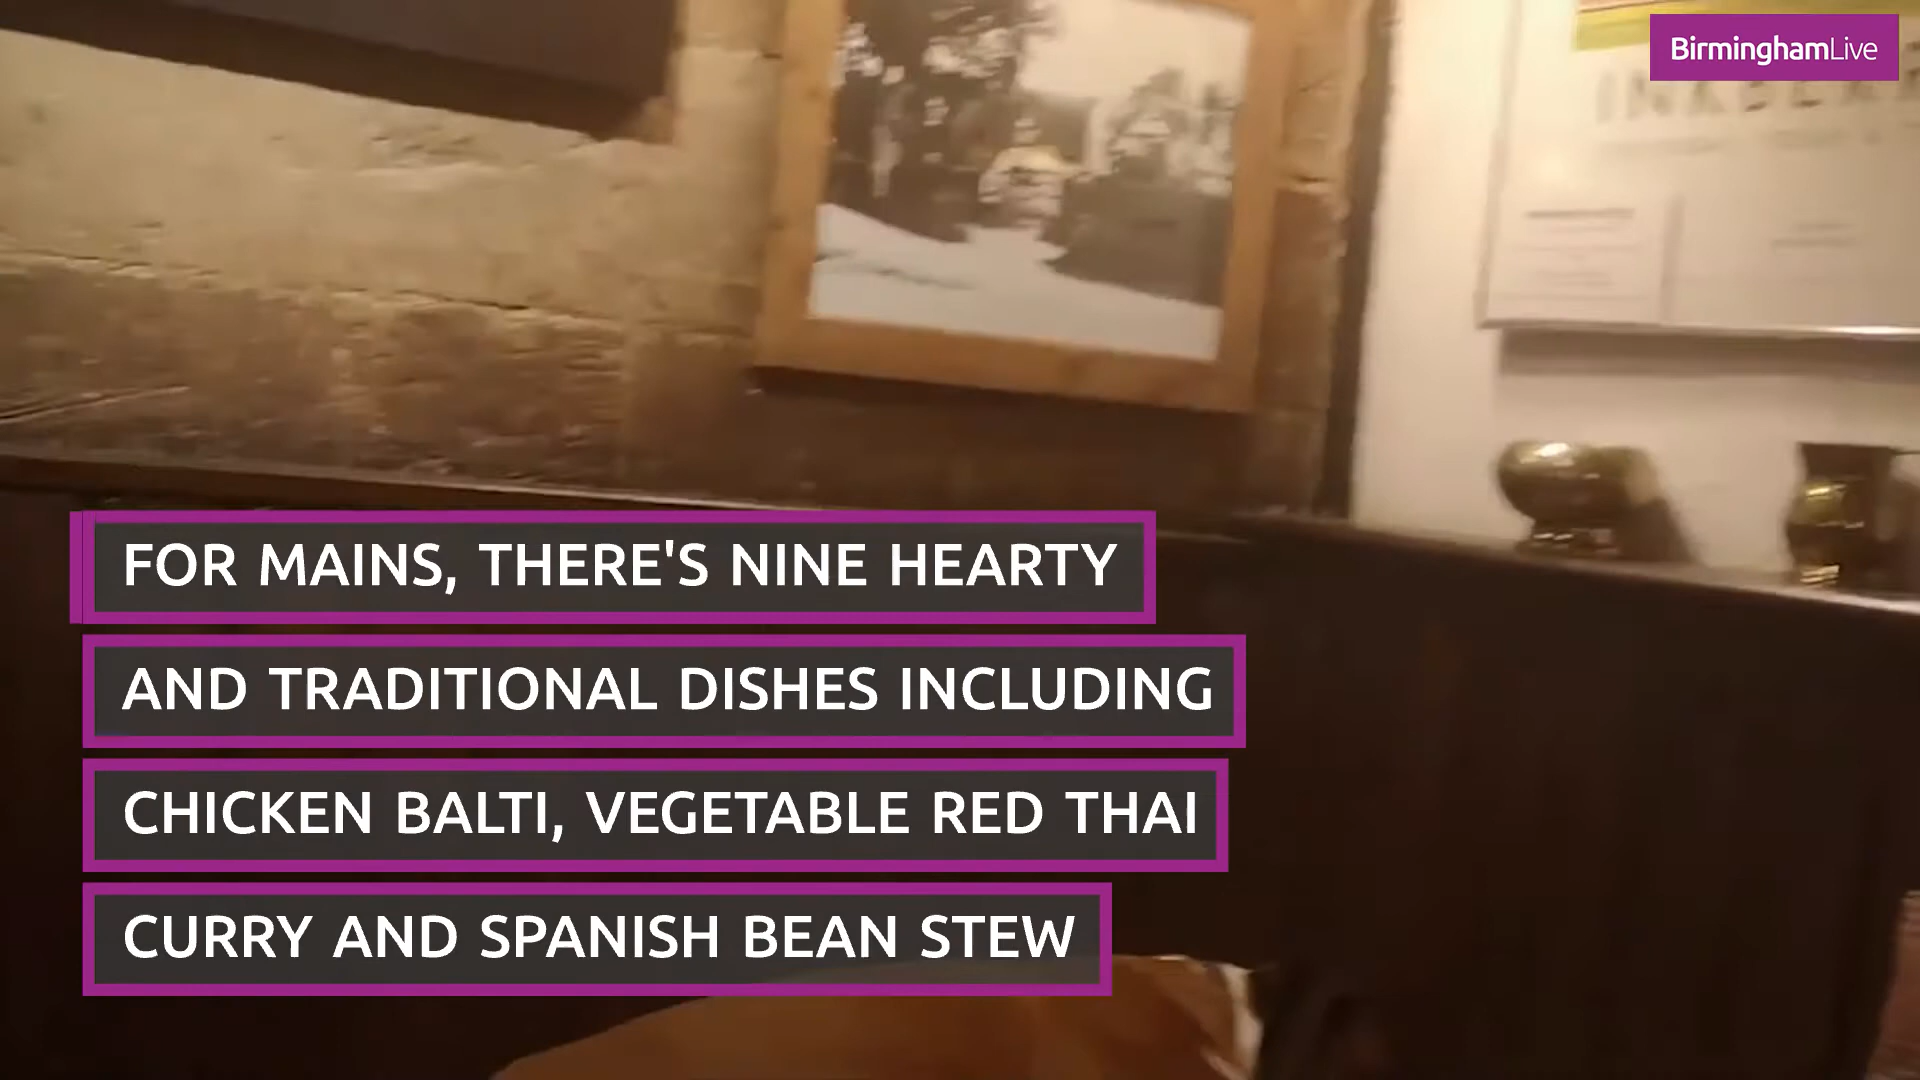 BirminghamLive
FOR MAINS, THERE'S NINE HEARTY
AND TRADITIONAL DISHES INCLUDING
CHICKEN BALTI, VEGETABLE RED THAI
CURRY AND SPANISH BEAN STEW